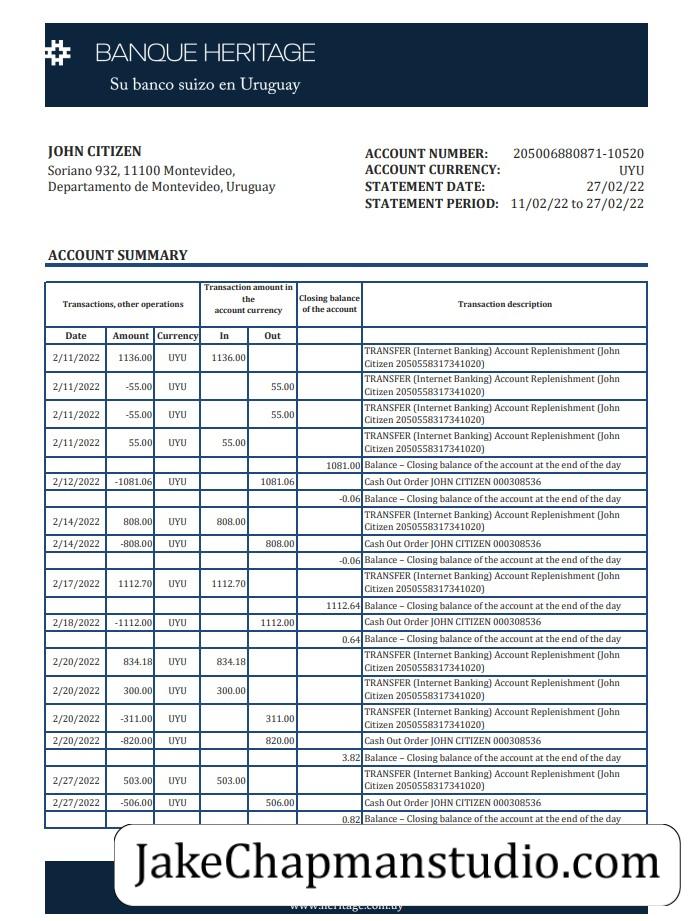 BANQUE HERITAGE
Su banco suizo en Uruguay
JOHN CITIZEN
Soriano 932, 11100 Montevideo,
Departamento de Montevideo, Uruguay
ACCOUNT NUMBER: 205006880871-10520
ACCOUNT CURRENCY: UYU
STATEMENT DATE: 27/02/22
STATEMENT PERIOD: 11/02/22 to 27/02/22
ACCOUNT SUMMARY
Transactions, other operations
Transaction amount in
the
account currency
Closing balance
of the account
Transaction description
Date Amount Currency In Out
2/11/2022 1136.00 UYU 1136.00 TRANSFER (Internet Banking) Account Replenishment (John
Citizen 2050558317341020)
2/11/2022 -55.00 UYU 55.00 TRANSFER (Internet Banking) Account Replenishment (John
Citizen 2050558317341020)
2/11/2022 -55.00 UYU 55.00 TRANSFER (Internet Banking) Account Replenishment (John
Citizen 2050558317341020)
2/11/2022 55.00 UYU 55.00 TRANSFER (Internet Banking) Account Replenishment (John
Citizen 2050558317341020)
1081.00 Balance – Closing balance of the account at the end of the day
2/12/2022 -1081.06 UYU 1081.06 Cash Out Order JOHN CITIZEN 000308536
-0.06 Balance – Closing balance of the account at the end of the day
2/14/2022 808.00 UYU 808.00 TRANSFER (Internet Banking) Account Replenishment (John
Citizen 2050558317341020)
2/14/2022 -808.00 UYU 808.00 Cash Out Order JOHN CITIZEN 000308536
-0.06 Balance – Closing balance of the account at the end of the day
2/17/2022 1112.70 UYU 1112.70 TRANSFER (Internet Banking) Account Replenishment (John
Citizen 2050558317341020)
1112.64 Balance – Closing balance of the account at the end of the day
2/18/2022 -1112.00 UYU 1112.00 Cash Out Order JOHN CITIZEN 000308536
0.64 Balance – Closing balance of the account at the end of the day
2/20/2022 834.18 UYU 834.18 TRANSFER (Internet Banking) Account Replenishment (John
Citizen 2050558317341020)
2/20/2022 300.00 UYU 300.00 TRANSFER (Internet Banking) Account Replenishment (John
Citizen 2050558317341020)
2/20/2022 -311.00 UYU 311.00 TRANSFER (Internet Banking) Account Replenishment (John
Citizen 2050558317341020)
2/20/2022 -820.00 UYU 820.00 Cash Out Order JOHN CITIZEN 000308536
3.82 Balance – Closing balance of the account at the end of the day
2/27/2022 503.00 UYU 503.00 TRANSFER (Internet Banking) Account Replenishment (John
Citizen 2050558317341020)
2/27/2022 -506.00 UYU 506.00 Cash Out Order JOHN CITIZEN 000308536
0.82 Balance – Closing balance of the account at the end of the day
JakeChapmanstudio.com
www.heritage.com.uy